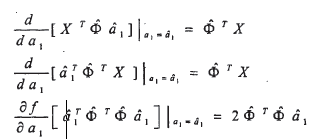 d/da₁ [X^T Φ̂ â₁]|_{a₁=â₁} = Φ̂^T X
d/da₁ [â₁^T Φ̂^T X]|_{a₁=â₁} = Φ̂^T X
∂f/∂a₁ [â₁^T Φ̂^T Φ̂ â₁]|_{a₁=â₁} = 2 Φ̂^T Φ̂ â₁